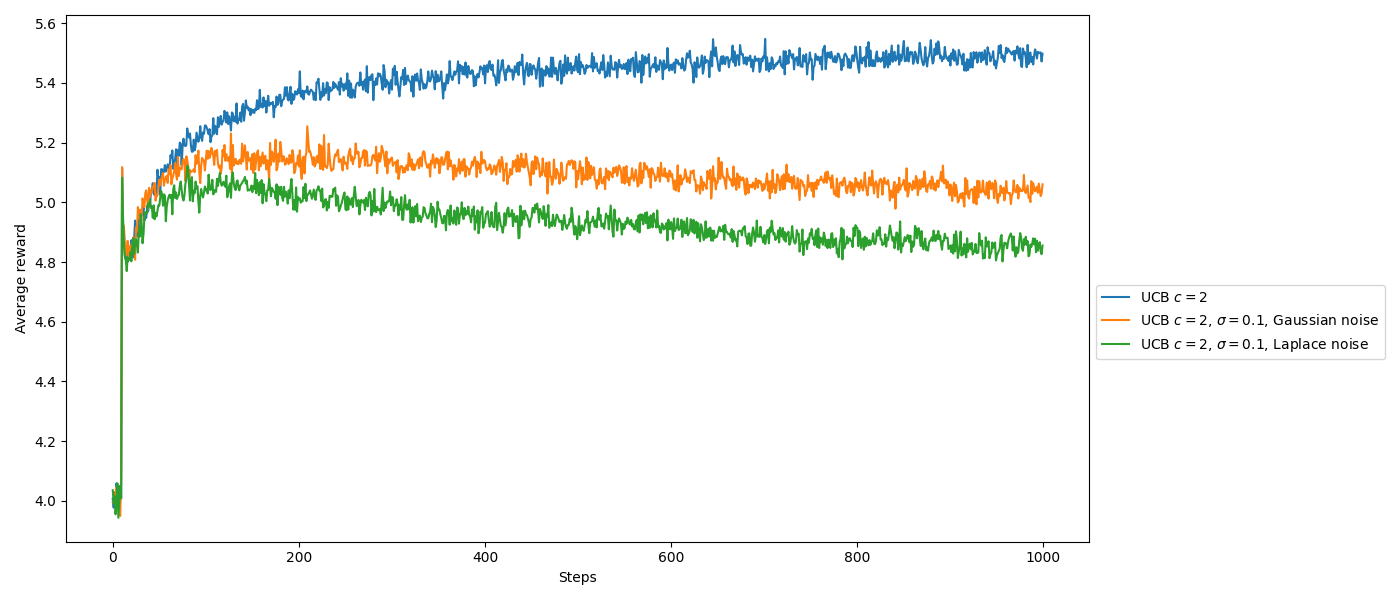 5.6
5.4
5.2
5.0
4.8
4.6
4.4
4.2
4.0
Average reward
0 200 400 600 800 1000
Steps
UCB c = 2
UCB c = 2, σ = 0.1, Gaussian noise
UCB c = 2, σ = 0.1, Laplace noise